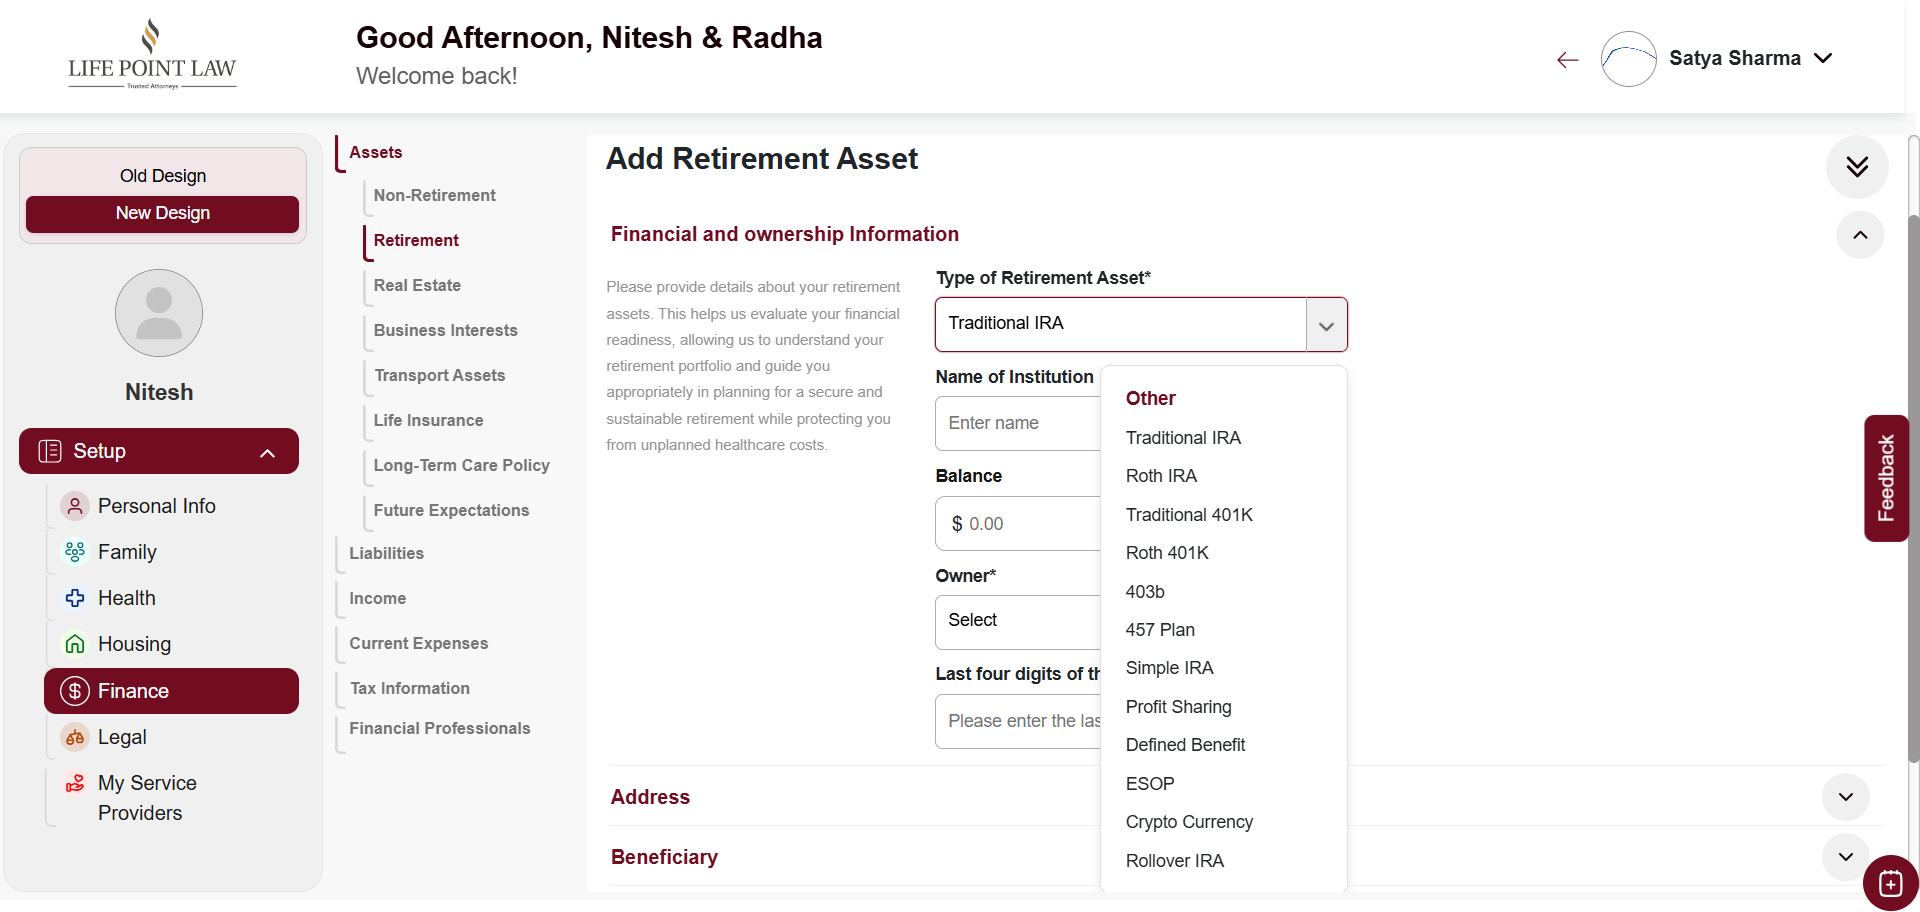 LIFE POINT LAW
Trusted Attorneys
Good Afternoon, Nitesh & Radha
Welcome back!
Satya Sharma
Old Design
New Design
Nitesh
Setup
Personal Info
Family
Health
Housing
Finance
Legal
My Service
Providers
Assets
Non-Retirement
Retirement
Real Estate
Business Interests
Transport Assets
Life Insurance
Long-Term Care Policy
Future Expectations
Liabilities
Income
Current Expenses
Tax Information
Financial Professionals
Add Retirement Asset
Financial and ownership Information
Please provide details about your retirement
assets. This helps us evaluate your financial
readiness, allowing us to understand your
retirement portfolio and guide you
appropriately in planning for a secure and
sustainable retirement while protecting you
from unplanned healthcare costs.
Type of Retirement Asset*
Traditional IRA
Name of Institution
Enter name
Balance
$ 0.00
Owner*
Select
Last four digits of th
Please enter the las
Other
Traditional IRA
Roth IRA
Traditional 401K
Roth 401K
403b
457 Plan
Simple IRA
Profit Sharing
Defined Benefit
ESOP
Crypto Currency
Rollover IRA
Address
Beneficiary
Feedback